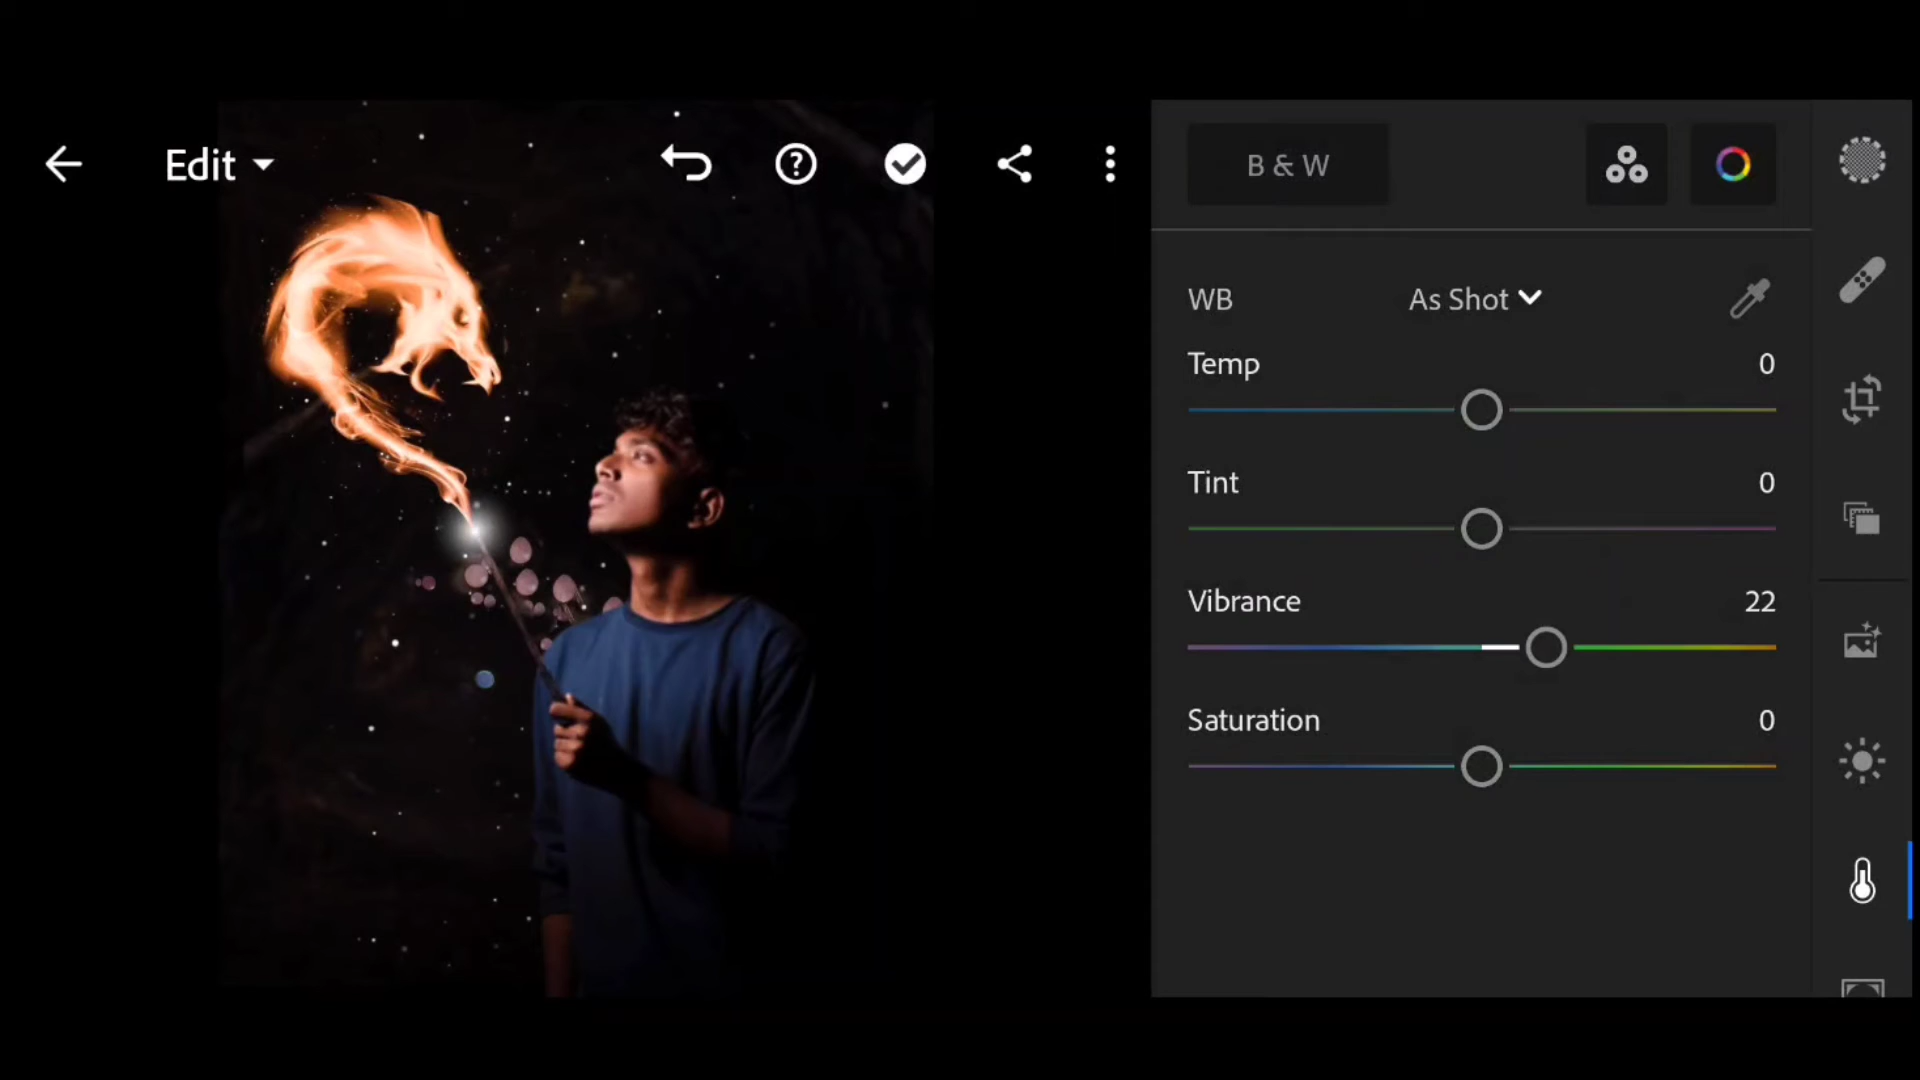 Edit
B & W
WB As Shot
Temp 0
Tint 0
Vibrance 22
Saturation 0